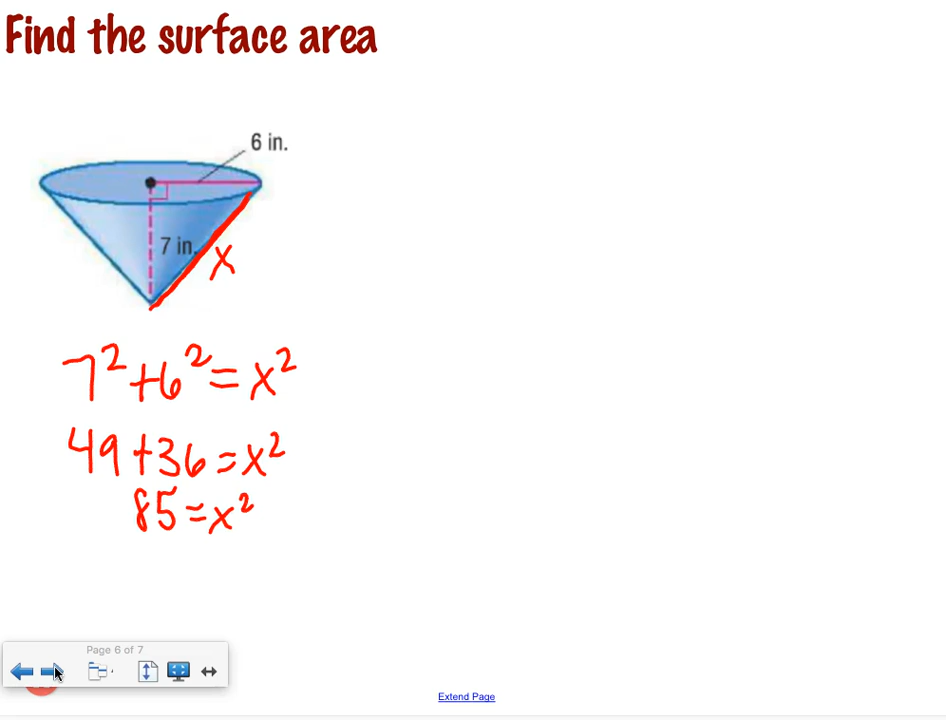 Find the surface area
6 in.
7 in.
x
7² + 6² = x²
49 + 36 = x²
85 = x²
Page 6 of 7
Extend Page